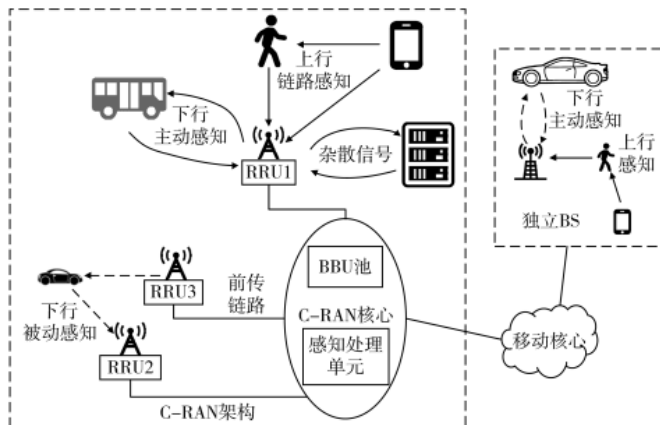 上行
链路感知
下行
主动感知
杂散信号
RRU1
下行
主动感知
上行
感知
独立BS
BBU池
RRU3
前传
链路
C-RAN核心
感知处理
单元
下行
被动感知
RRU2
C-RAN架构
移动核心